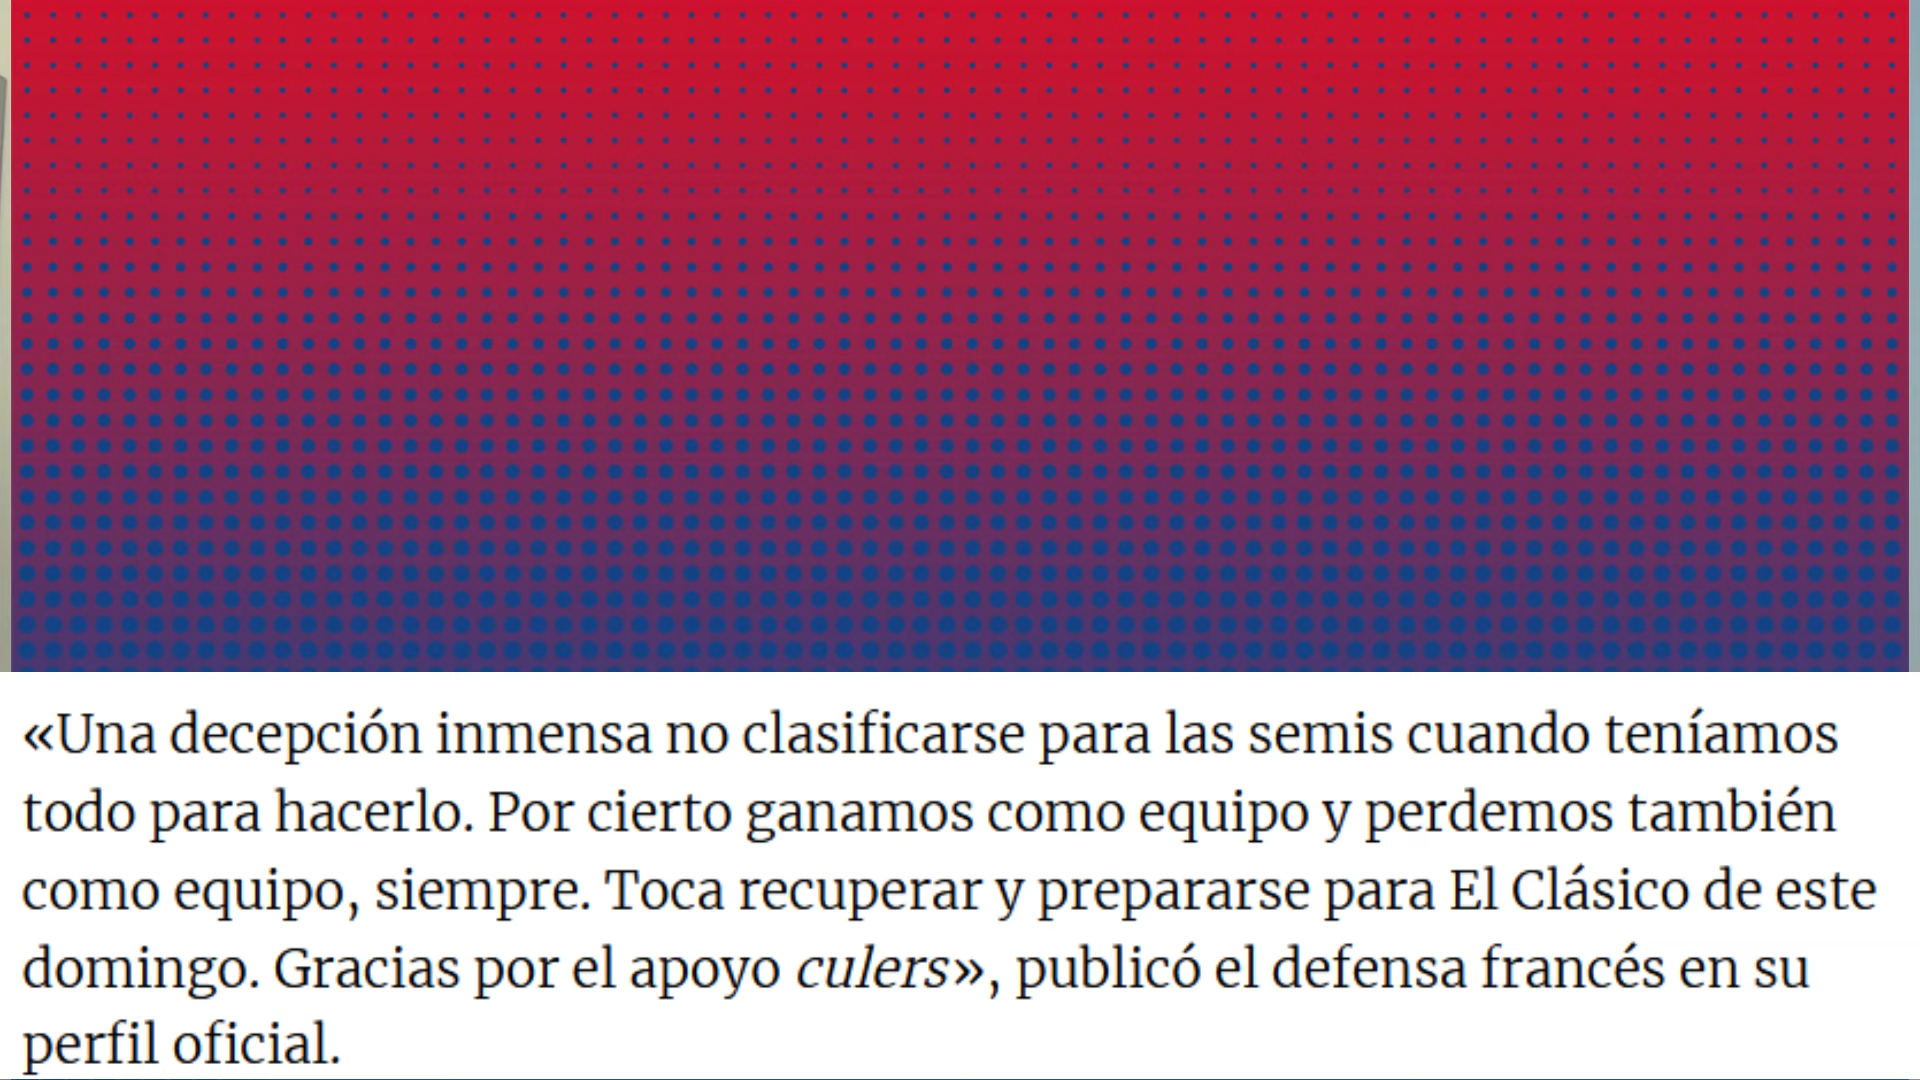 «Una decepción inmensa no clasificarse para las semis cuando teníamos
todo para hacerlo. Por cierto ganamos como equipo y perdemos también
como equipo, siempre. Toca recuperar y prepararse para El Clásico de este
domingo. Gracias por el apoyo culers», publicó el defensa francés en su
perfil oficial.